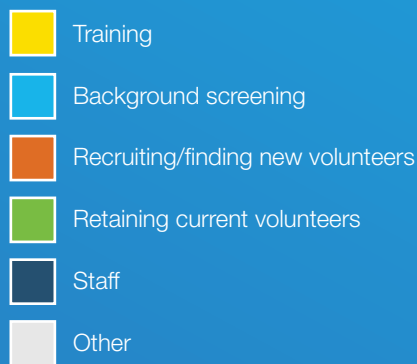 Training
Background screening
Recruiting/finding new volunteers
Retaining current volunteers
Staff
Other